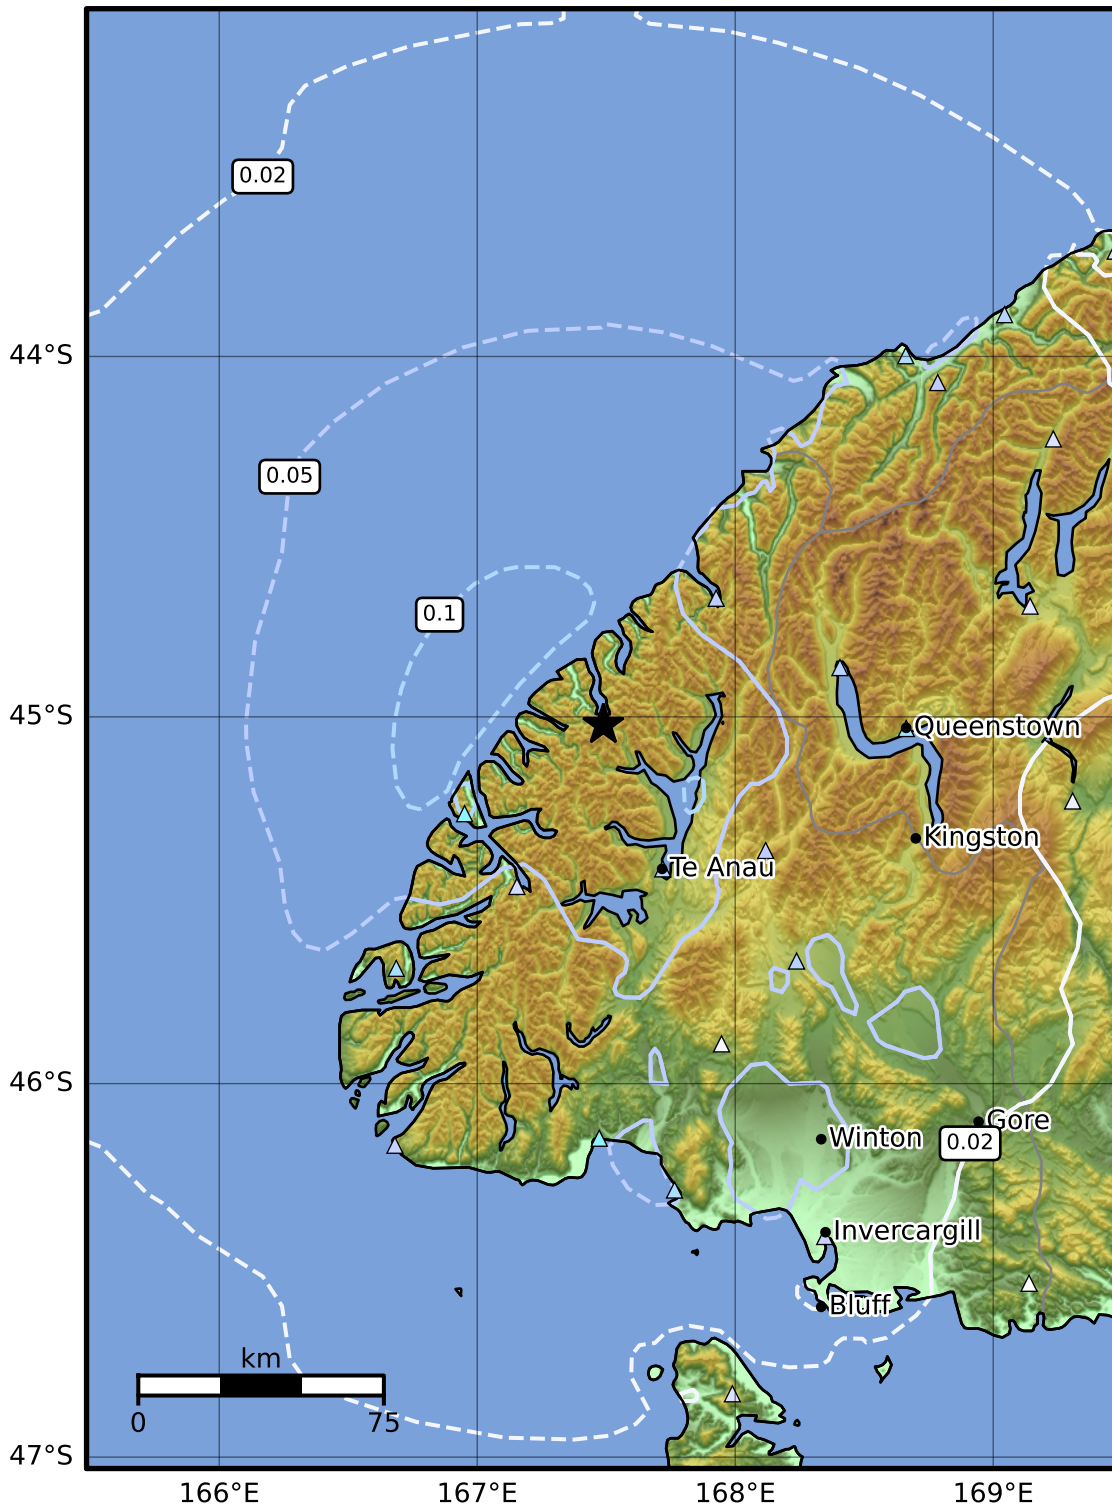 0.02
44°S
0.05
0.1
45°S
Queenstown
Kingston
Te Anau
46°S
Gore
Winton
0.02
Invercargill
Bluff
km
0
75
47°S
166°E
167°E
168°E
169°E